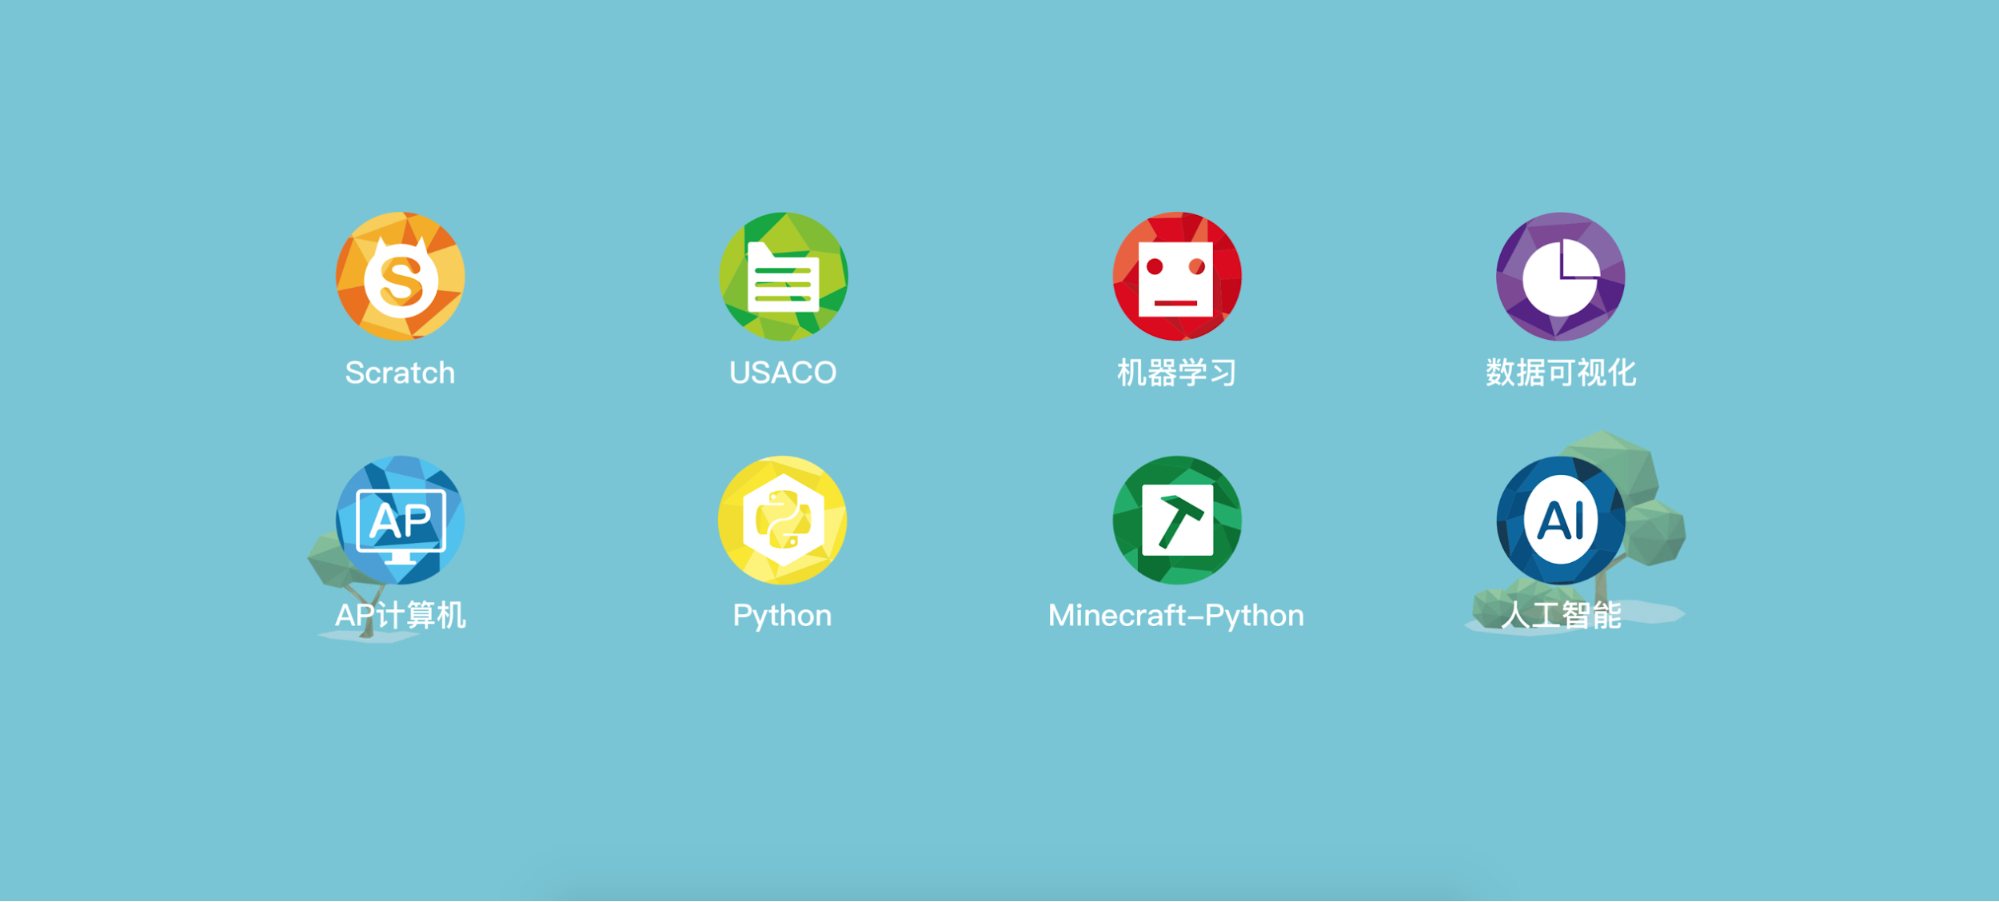 S
Scratch
USACO
机器学习
数据可视化
AP
AP计算机
Python
Minecraft-Python
AI
人工智能